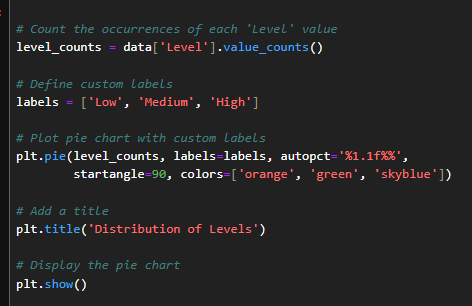 # Count the occurrences of each 'Level' value
level_counts = data['Level'].value_counts()
# Define custom labels
labels = ['Low', 'Medium', 'High']
# Plot pie chart with custom labels
plt.pie(level_counts, labels=labels, autopct='%1.1f%%',
startangle=90, colors=['orange', 'green', 'skyblue'])
# Add a title
plt.title('Distribution of Levels')
# Display the pie chart
plt.show()